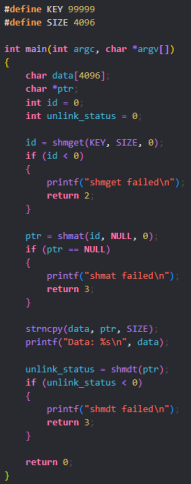 #define KEY 99999
#define SIZE 4096
int main(int argc, char *argv[])
{
char data[4096];
char *ptr;
int id = 0;
int unlink_status = 0;
id = shmget(KEY, SIZE, 0);
if (id < 0)
{
printf("shmget failed\n");
return 2;
}
ptr = shmat(id, NULL, 0);
if (ptr == NULL)
{
printf("shmat failed\n");
return 3;
}
strncpy(data, ptr, SIZE);
printf("Data: %s\n", data);
unlink_status = shmdt(ptr);
if (unlink_status < 0)
{
printf("shmdt failed\n");
return 3;
}
return 0;
}